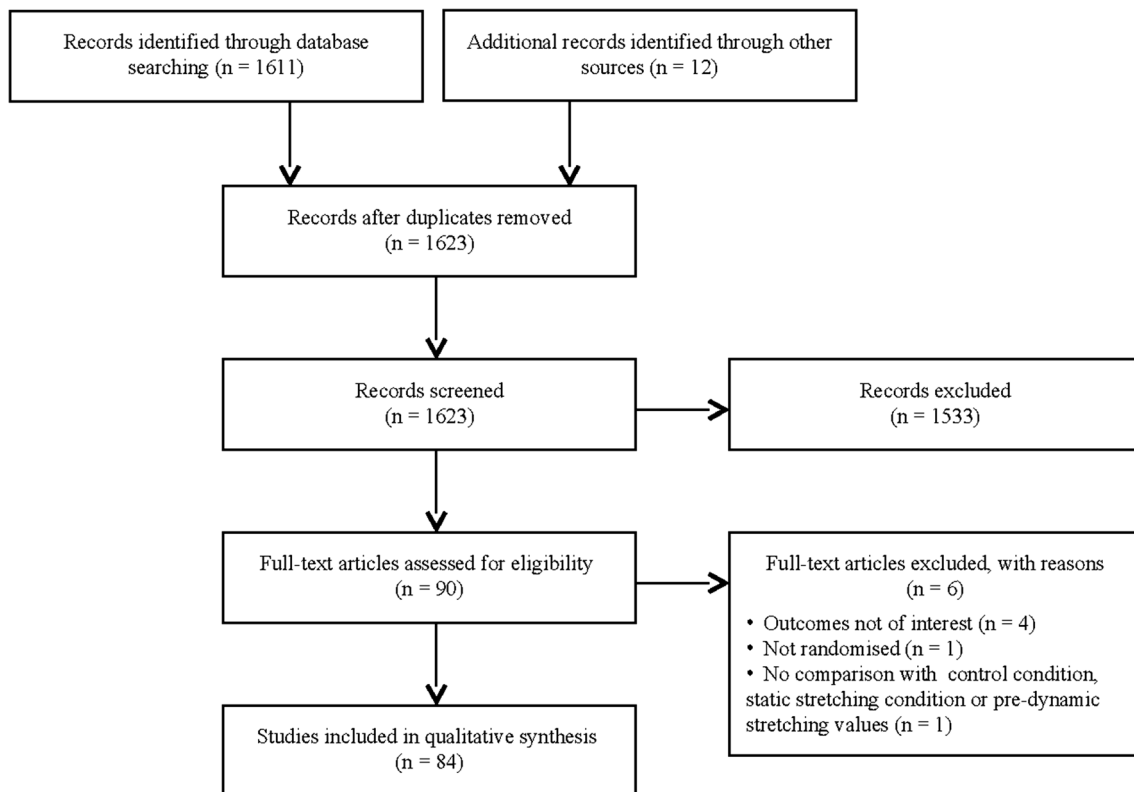 Records identified through database
searching (n = 1611)
Additional records identified through other
sources (n = 12)
Records after duplicates removed
(n = 1623)
Records screened
(n = 1623)
Records excluded
(n = 1533)
Full-text articles assessed for eligibility
(n = 90)
Full-text articles excluded, with reasons
(n = 6)
• Outcomes not of interest (n = 4)
• Not randomised (n = 1)
• No comparison with control condition,
static stretching condition or pre-dynamic
stretching values (n = 1)
Studies included in qualitative synthesis
(n = 84)